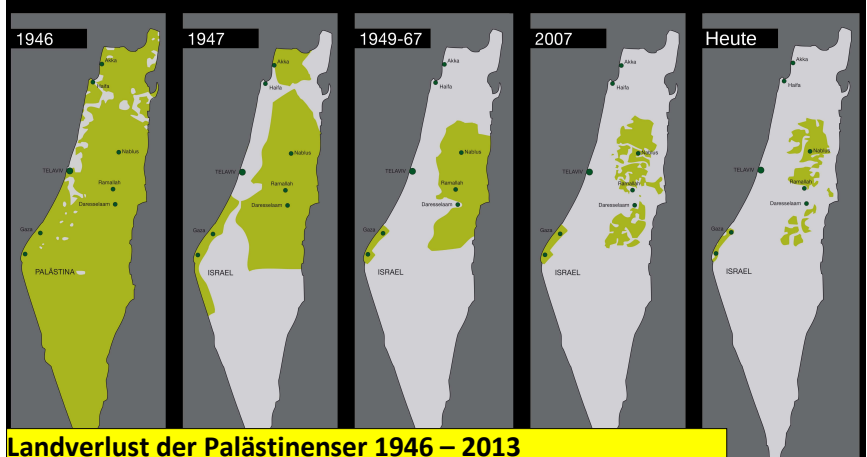 1946
Akka
Haifa
Nablus
TELAVIV
Ramallah
Daresselaam
Gaza
PALÄSTINA
1947
Akka
Haifa
Nablus
TELAVIV
Ramallah
Daresselaam
Gaza
ISRAEL
1949-67
Akka
Haifa
Nablus
TELAVIV
Ramallah
Daresselaam
Gaza
ISRAEL
2007
Akka
Haifa
Nablus
TELAVIV
Ramallah
Daresselaam
Gaza
ISRAEL
Heute
Akka
Haifa
Nablus
TELAVIV
Ramallah
Daresselaam
Gaza
ISRAEL
Landverlust der Palästinenser 1946 – 2013